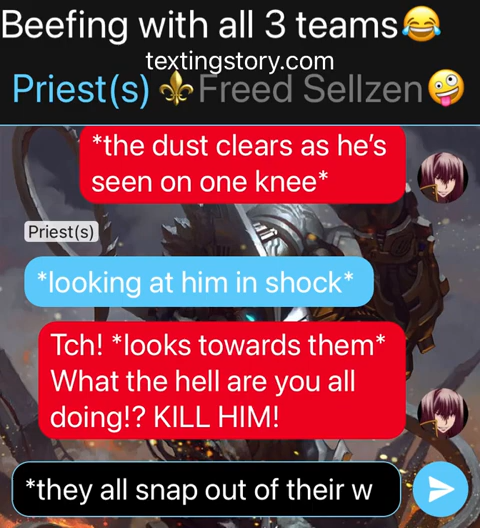 Beefing with all 3 teams😂
textingstory.com
Priest(s) ⚜️Freed Sellzen🤪
*the dust clears as he’s
seen on one knee*
Priest(s)
*looking at him in shock*
Tch! *looks towards them*
What the hell are you all
doing!? KILL HIM!
*they all snap out of their w